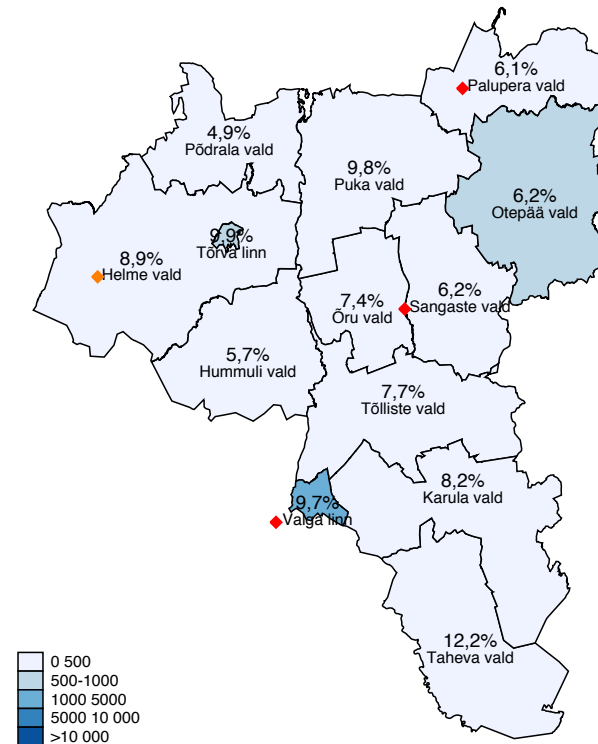 6,1%
Palupera vald
4,9%
Põdrala vald
9,8%
Puka vald
6,2%
Otepää vald
9,9%
Tõrva linn
8,9%
Helme vald
7,4%
Õru vald
6,2%
Sangaste vald
5,7%
Hummuli vald
7,7%
Tõlliste vald
8,2%
Karula vald
9,7%
Valga linn
12,2%
Taheva vald
0 500
500-1000
1000 5000
5000 10 000
>10 000